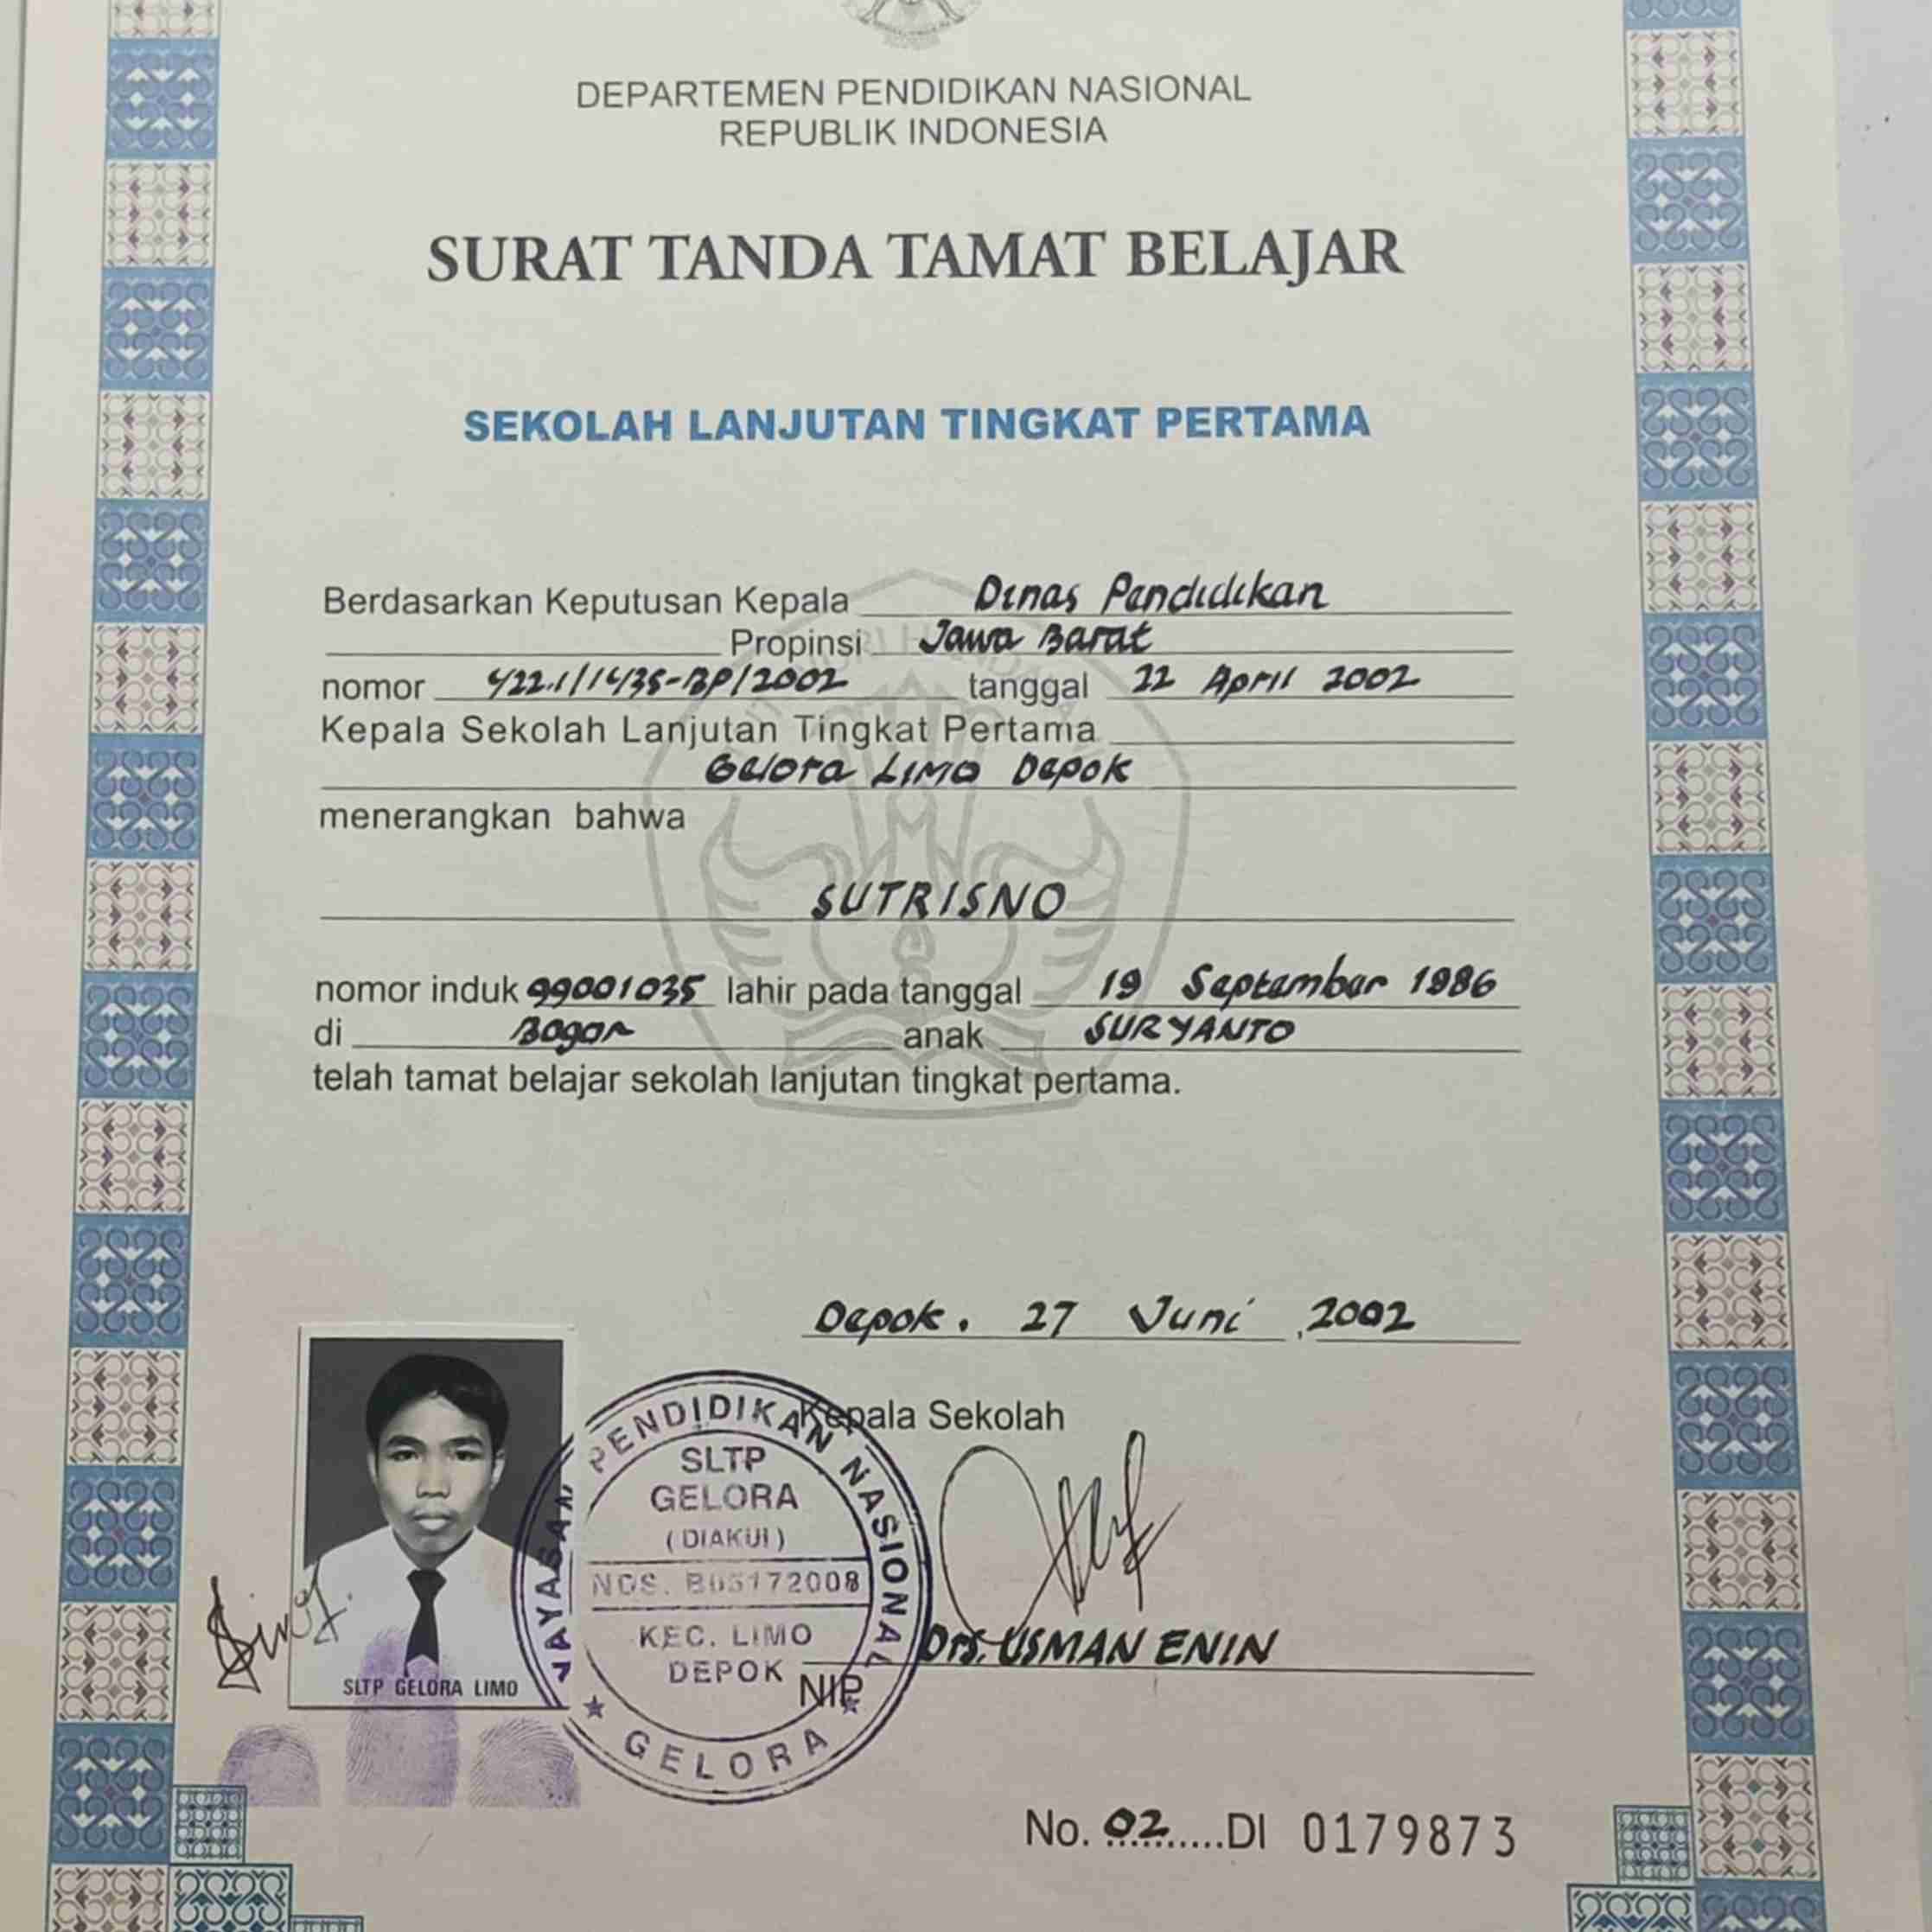 DEPARTEMEN PENDIDIKAN NASIONAL
REPUBLIK INDONESIA
SURAT TANDA TAMAT BELAJAR
SEKOLAH LANJUTAN TINGKAT PERTAMA
Berdasarkan Keputusan Kepala Dinas Pendidikan
Propinsi Jawa Barat
nomor 422.1/1435-BP/2002 tanggal 22 April 2002
Kepala Sekolah Lanjutan Tingkat Pertama
Gelora Limo Depok
menerangkan bahwa
SUTRISNO
nomor induk 99001035 lahir pada tanggal 19 September 1986
di Bogor anak SURYANTO
telah tamat belajar sekolah lanjutan tingkat pertama.
Depok. 27 Juni, 2002
Kepala Sekolah
YAYASAN PENDIDIKAN NASIONAL
SLTP
GELORA
(DIAKUI)
NDS. B05172008
KEC. LIMO
DEPOK
GELORA
Drs. USMAN ENIN
NIP
SLTP GELORA LIMO
No. 02..........DI 0179873